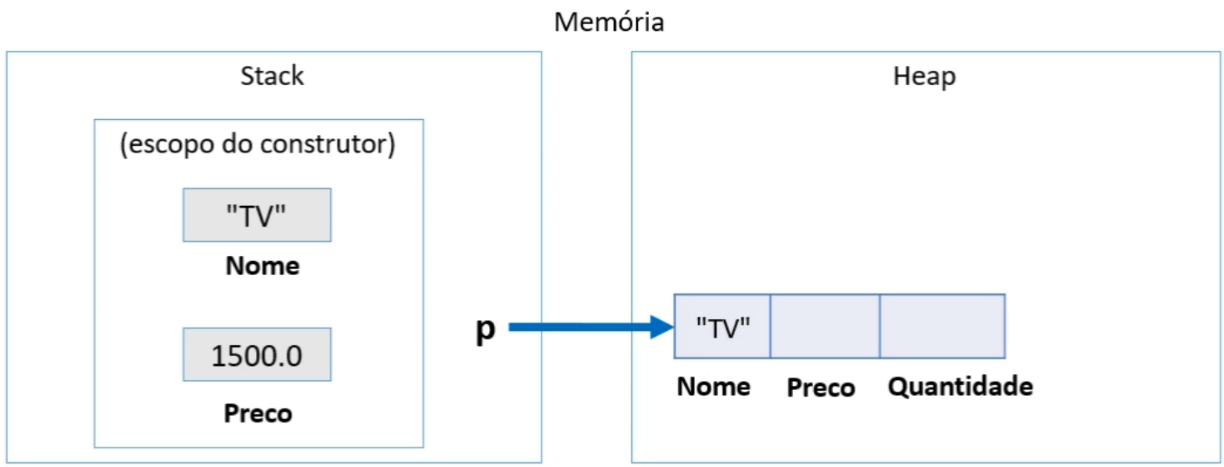 Memória
Stack
(escopo do construtor)
"TV"
Nome
1500.0
Preco
p
Heap
"TV"
Nome Preco Quantidade